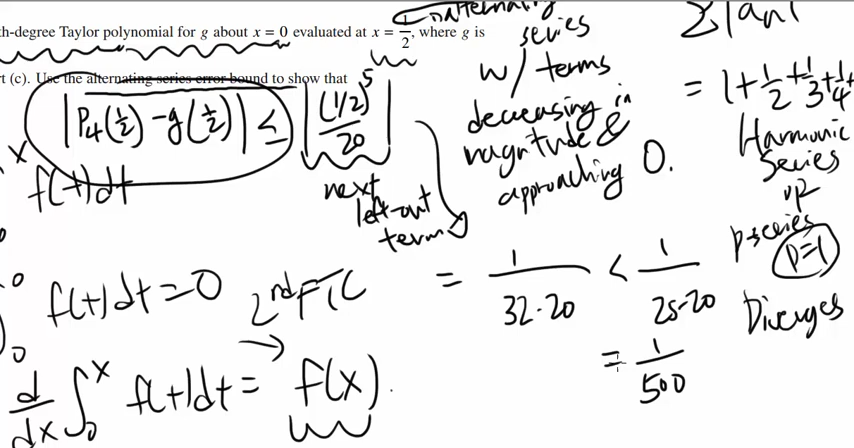 th-degree Taylor polynomial for g about x = 0 evaluated at x = 1/2, where g is
t (c). Use the alternating series error bound to show that
|P₄(1/2) - g(1/2)| ≤ |(1/2)⁵/20|
next
left-out
term
alternating
series
w/ terms
decreasing in
magnitude &
approaching 0.
Σ|an|
= 1 + 1/2 + 1/3 + 1/4 +
Harmonic
Series
or
p-series
p=1
Diverges
x f(t)dt
∫₀⁰ f(t)dt = 0
2nd FTC
d/dx ∫₀ˣ f(t)dt = f(x).
= 1/(32·20) < 1/(25·20)
= 1/500